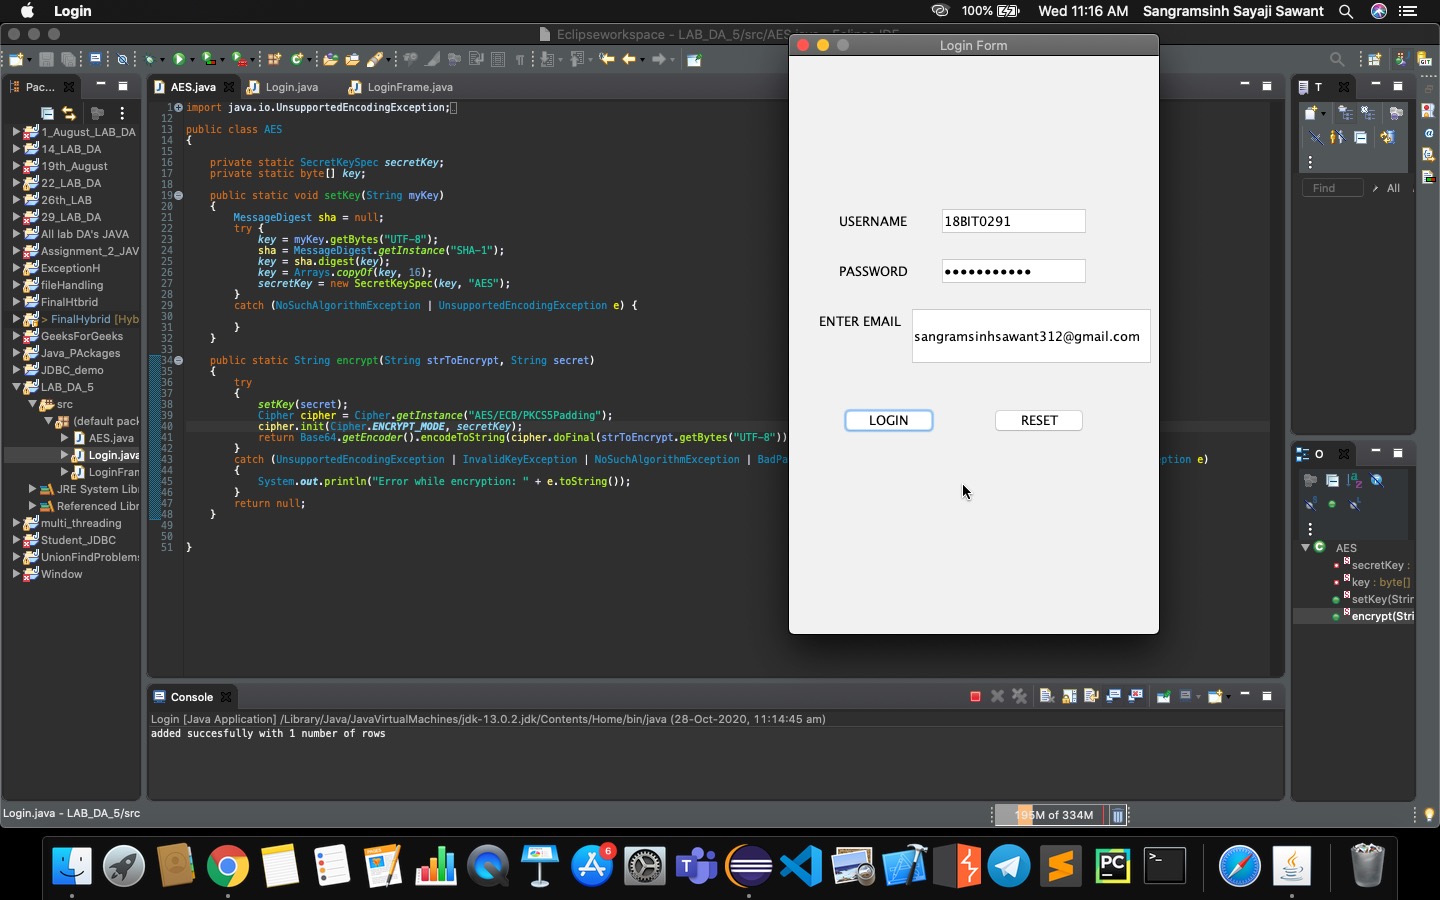 Login
100%
Wed 11:16 AM
Sangramsinh Sayaji Sawant
Eclipseworkspace - LAB_DA_5/src/AES.java - Eclipse IDE
Pac...
AES.java
Login.java
LoginFrame.java
1_August_LAB_DA
14_LAB_DA
19th_August
22_LAB_DA
26th_LAB
29_LAB_DA
All lab DA's JAVA
Assignment_2_JAV
ExceptionH
fileHandling
FinalHtbrid
> FinalHybrid [Hyb
GeeksForGeeks
Java_PAckages
JDBC_demo
LAB_DA_5
src
(default pack
AES.java
Login.java
LoginFran
JRE System Libr
Referenced Libr
multi_threading
Student_JDBC
UnionFindProblem
Window
1 import java.io.UnsupportedEncodingException;
12
13 public class AES
14 {
15
16 private static SecretKeySpec secretKey;
17 private static byte[] key;
18
19 public static void setKey(String myKey)
20 {
21 MessageDigest sha = null;
22 try {
23 key = myKey.getBytes("UTF-8");
24 sha = MessageDigest.getInstance("SHA-1");
25 key = sha.digest(key);
26 key = Arrays.copyOf(key, 16);
27 secretKey = new SecretKeySpec(key, "AES");
28 }
29 catch (NoSuchAlgorithmException | UnsupportedEncodingException e) {
30
31 }
32 }
33
34 public static String encrypt(String strToEncrypt, String secret)
35 {
36 try
37 {
38 setKey(secret);
39 Cipher cipher = Cipher.getInstance("AES/ECB/PKCS5Padding");
40 cipher.init(Cipher.ENCRYPT_MODE, secretKey);
41 return Base64.getEncoder().encodeToString(cipher.doFinal(strToEncrypt.getBytes("UTF-8"))
42 }
43 catch (UnsupportedEncodingException | InvalidKeyException | NoSuchAlgorithmException | BadPa ption e)
44 {
45 System.out.println("Error while encryption: " + e.toString());
46 }
47 return null;
48 }
49
50
51 }
Login Form
USERNAME
18BIT0291
PASSWORD
ENTER EMAIL
sangramsinhsawant312@gmail.com
LOGIN
RESET
T
Find
All
O
AES
secretKey :
key : byte[]
setKey(Strin
encrypt(Stri
Console
Login [Java Application] /Library/Java/JavaVirtualMachines/jdk-13.0.2.jdk/Contents/Home/bin/java (28-Oct-2020, 11:14:45 am)
added succesfully with 1 number of rows
Login.java - LAB_DA_5/src
195M of 334M
6
PC